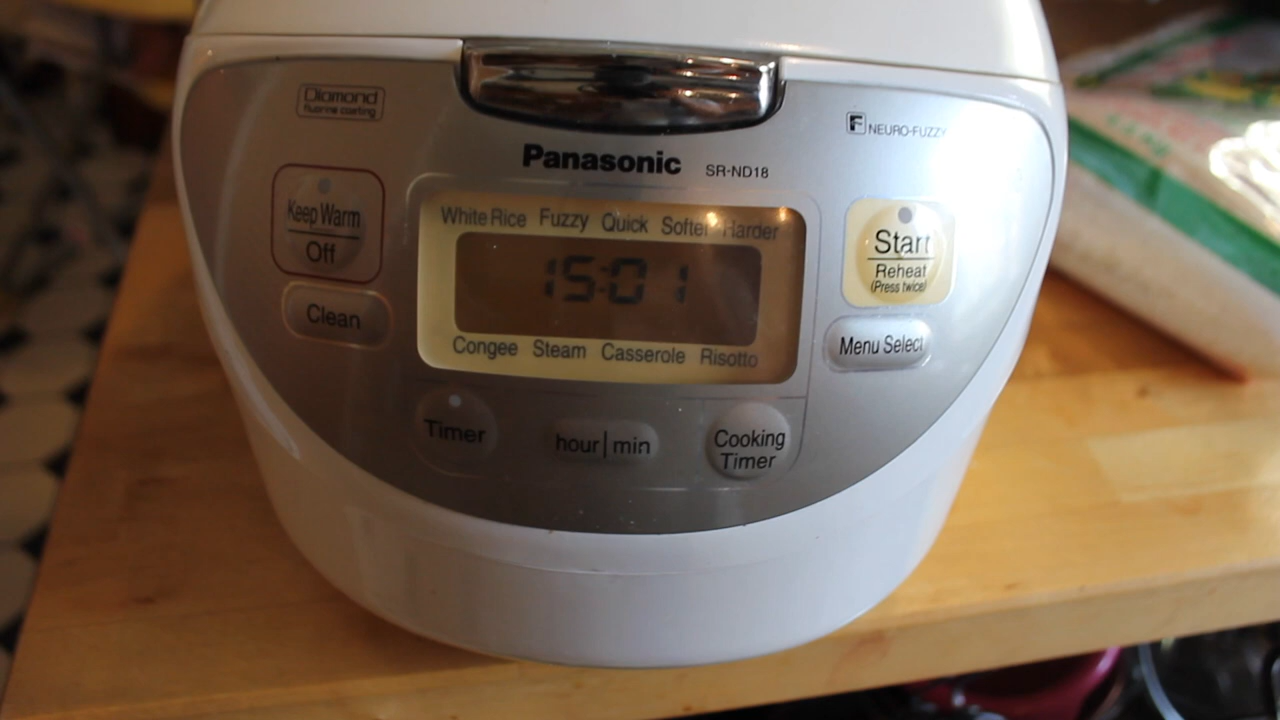 Diamond
fluorine coating
NEURO-FUZZY
Panasonic SR-ND18
Keep Warm
Off
Clean
White Rice Fuzzy Quick Softer Harder
15:01
Congee Steam Casserole Risotto
Start
Reheat
(Press twice)
Menu Select
Timer
hour|min
Cooking
Timer